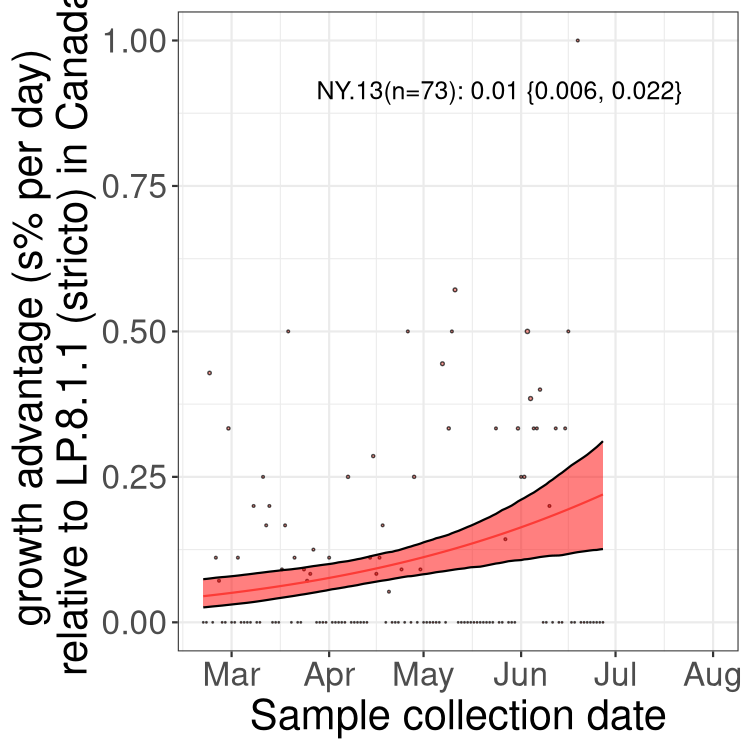 growth advantage (s% per day)
relative to LP.8.1.1 (stricto) in Canada
1.00
0.75
0.50
0.25
0.00
NY.13(n=73): 0.01 {0.006, 0.022}
Mar Apr May Jun Jul Aug
Sample collection date